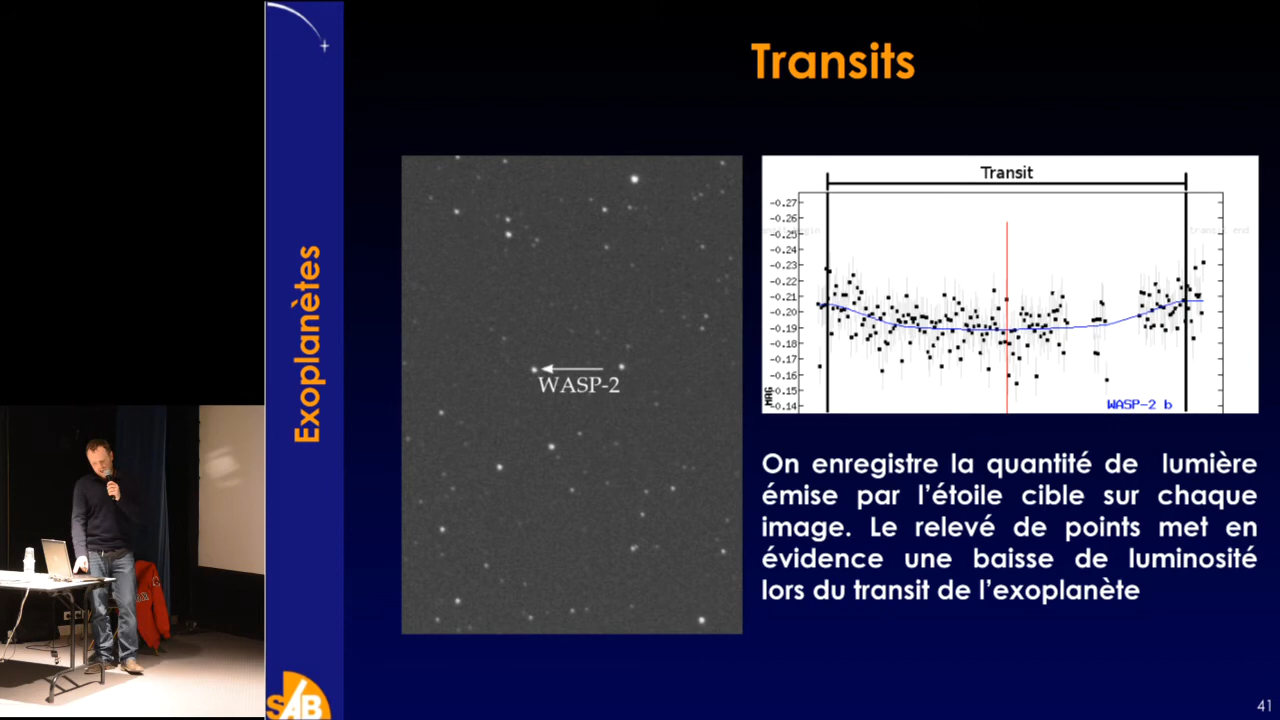 Transits
Exoplanètes
WASP-2
Transit
-0.27
-0.26
-0.25
-0.24
-0.23
-0.22
-0.21
-0.20
-0.19
-0.18
-0.17
-0.16
-0.15
-0.14
MAG
transit end
WASP-2 b
On enregistre la quantité de lumière
émise par l'étoile cible sur chaque
image. Le relevé de points met en
évidence une baisse de luminosité
lors du transit de l'exoplanète
SAB
41